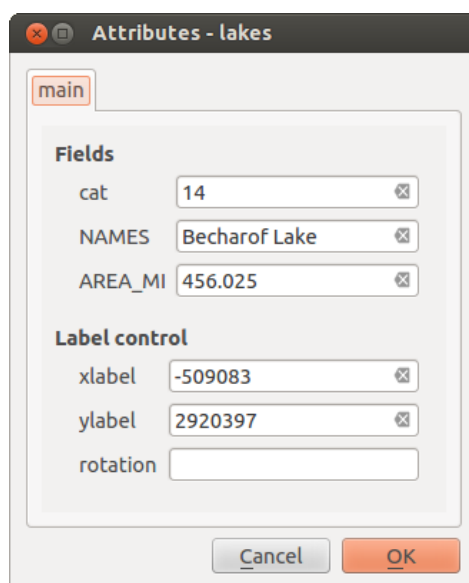 Attributes - lakes
main
Fields
cat 14
NAMES Becharof Lake
AREA_MI 456.025
Label control
xlabel -509083
ylabel 2920397
rotation
Cancel OK